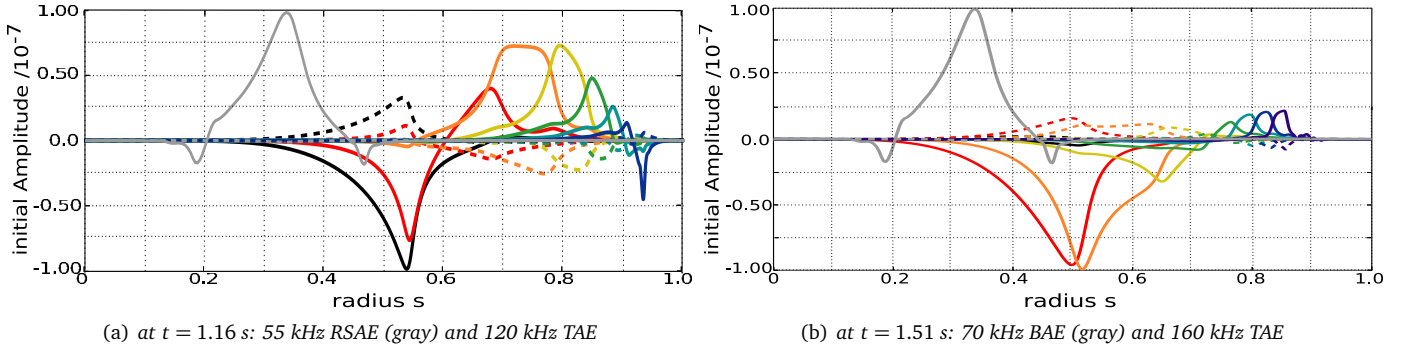 initial Amplitude /10-7
1.00
0.50
0.0
-0.50
-1.00
0 0.2 0.4 0.6 0.8 1.0
radius s
(a) at t = 1.16 s: 55 kHz RSAE (gray) and 120 kHz TAE
initial Amplitude /10-7
1.00
0.50
0.0
-0.50
-1.00
0 0.2 0.4 0.6 0.8 1.0
radius s
(b) at t = 1.51 s: 70 kHz BAE (gray) and 160 kHz TAE